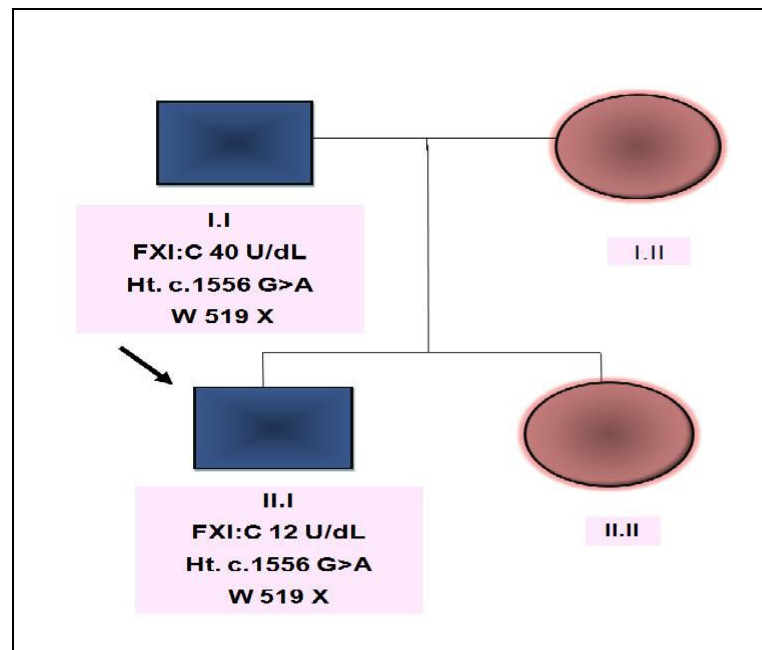 I.I
FXI:C 40 U/dL
Ht. c.1556 G>A
W 519 X
I.II
II.I
FXI:C 12 U/dL
Ht. c.1556 G>A
W 519 X
II.II